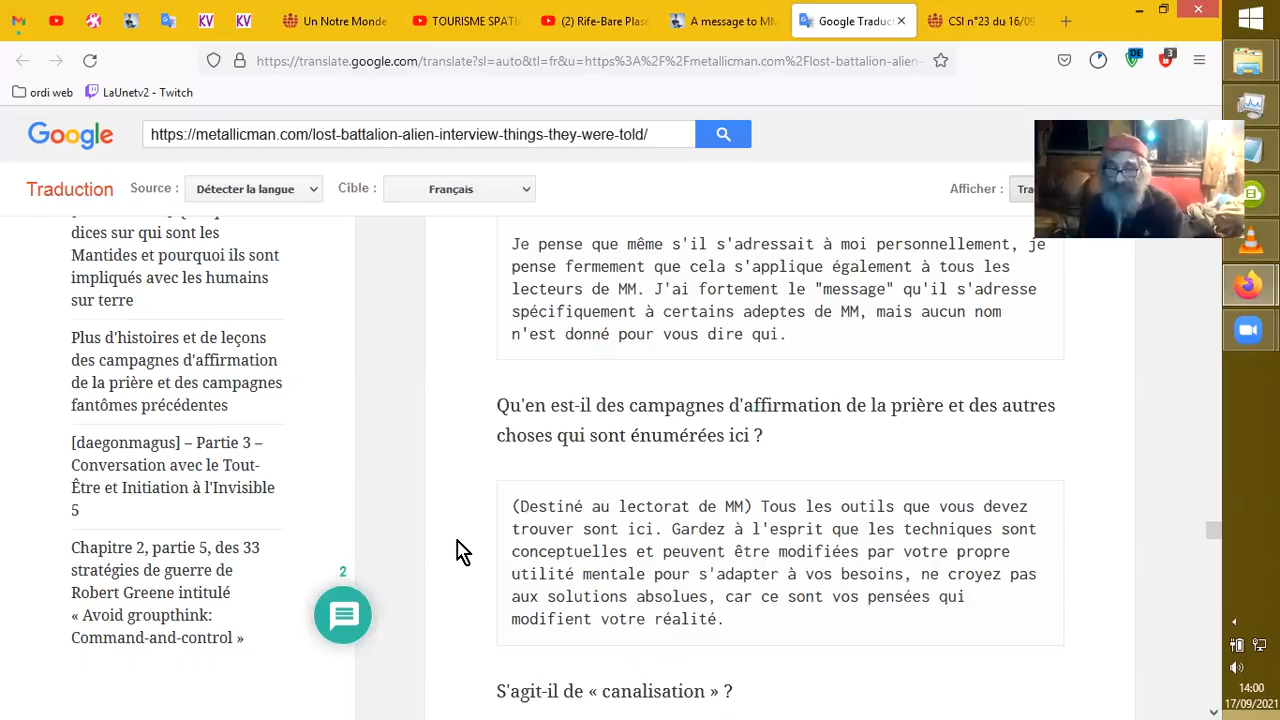 Un Notre Monde
TOURISME SPATI
(2) Rife-Bare Plasm
A message to MM
Google Traduct
CSI n°23 du 16/09
https://translate.google.com/translate?sl=auto&tl=fr&u=https%3A%2F%2Fmetallicman.com%2Flost-battalion-alien-
ordi web
LaUnetv2 - Twitch
Google
https://metallicman.com/lost-battalion-alien-interview-things-they-were-told/
Traduction
Source :
Détecter la langue
Cible :
Français
Afficher :
Tra
dices sur qui sont les
Mantides et pourquoi ils sont
impliqués avec les humains
sur terre
Plus d'histoires et de leçons
des campagnes d'affirmation
de la prière et des campagnes
fantômes précédentes
[daegonmagus] – Partie 3 –
Conversation avec le Tout-
Être et Initiation à l'Invisible
5
Chapitre 2, partie 5, des 33
stratégies de guerre de
Robert Greene intitulé
« Avoid groupthink:
Command-and-control »
2
Je pense que même s'il s'adressait à moi personnellement, je
pense fermement que cela s'applique également à tous les
lecteurs de MM. J'ai fortement le "message" qu'il s'adresse
spécifiquement à certains adeptes de MM, mais aucun nom
n'est donné pour vous dire qui.
Qu'en est-il des campagnes d'affirmation de la prière et des autres
choses qui sont énumérées ici ?
(Destiné au lectorat de MM) Tous les outils que vous devez
trouver sont ici. Gardez à l'esprit que les techniques sont
conceptuelles et peuvent être modifiées par votre propre
utilité mentale pour s'adapter à vos besoins, ne croyez pas
aux solutions absolues, car ce sont vos pensées qui
modifient votre réalité.
S'agit-il de « canalisation » ?
KV
KV
DE
3
14:00
17/09/2021